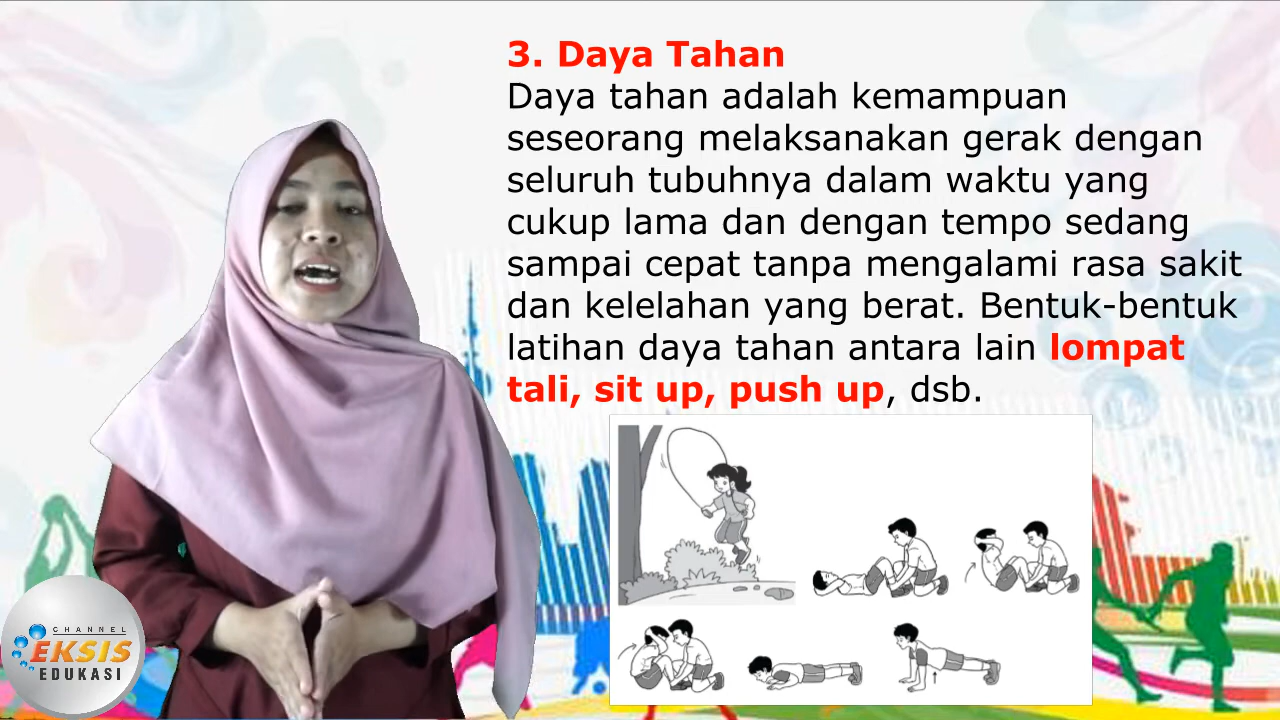 3. Daya Tahan
Daya tahan adalah kemampuan
seseorang melaksanakan gerak dengan
seluruh tubuhnya dalam waktu yang
cukup lama dan dengan tempo sedang
sampai cepat tanpa mengalami rasa sakit
dan kelelahan yang berat. Bentuk-bentuk
latihan daya tahan antara lain lompat
tali, sit up, push up, dsb.
CHANNEL
EKSIS
EDUKASI